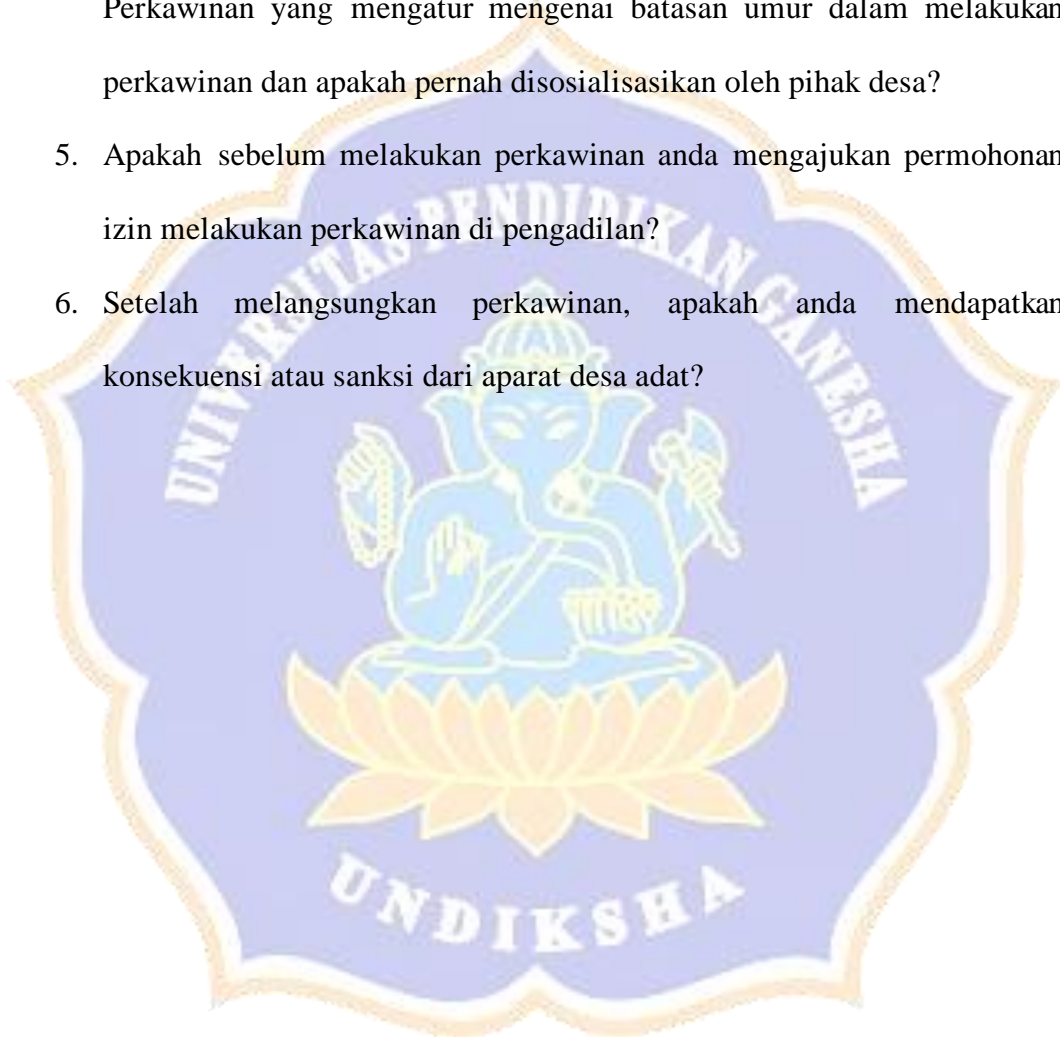 Perkawinan yang mengatur mengenai batasan umur dalam melakukan
perkawinan dan apakah pernah disosialisasikan oleh pihak desa?
5. Apakah sebelum melakukan perkawinan anda mengajukan permohonan
izin melakukan perkawinan di pengadilan?
6. Setelah melangsungkan perkawinan, apakah anda mendapatkan
konsekuensi atau sanksi dari aparat desa adat?
UNIVERSITAS PENDIDIKAN GANESHA
UNDIKSHA